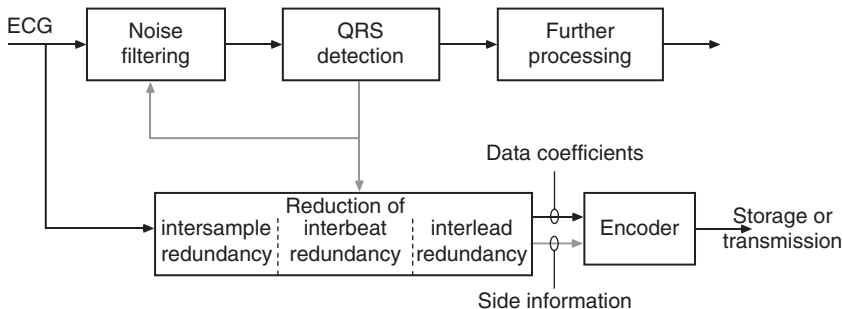 ECG
Noise
filtering
QRS
detection
Further
processing
Data coefficients
Reduction of
intersample
redundancy
interbeat
redundancy
interlead
redundancy
Encoder
Storage or
transmission
Side information